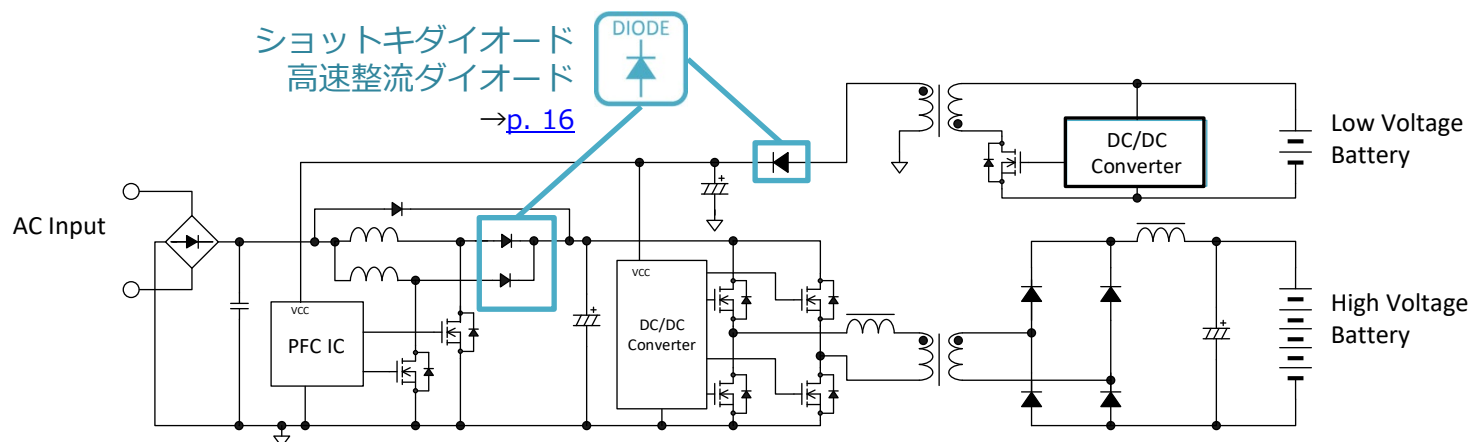 ショットキダイオード
高速整流ダイオード
→p. 16
DIODE
DC/DC
Converter
Low Voltage
Battery
AC Input
VCC
PFC IC
VCC
DC/DC
Converter
High Voltage
Battery
+
+
+